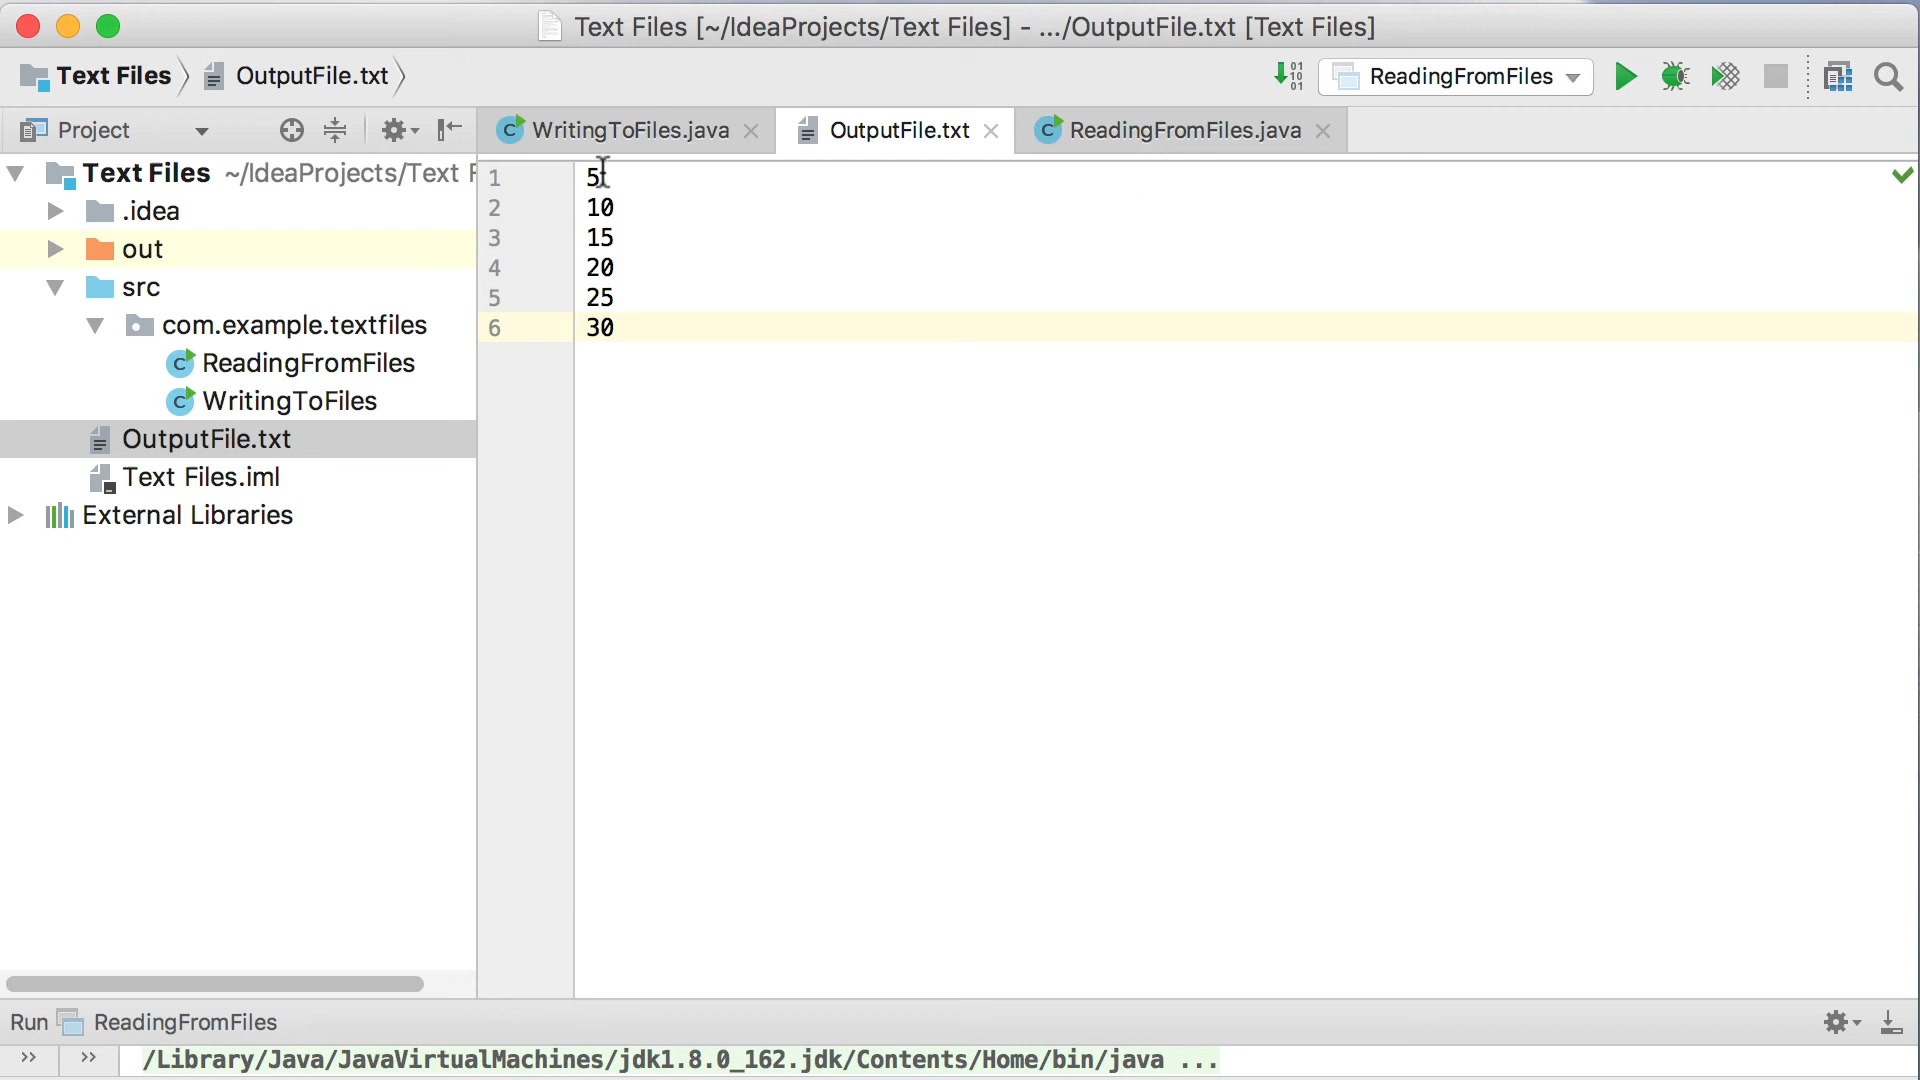 Text Files [~/IdeaProjects/Text Files] - .../OutputFile.txt [Text Files]
Text Files OutputFile.txt ReadingFromFiles
Project WritingToFiles.java OutputFile.txt ReadingFromFiles.java
Text Files ~/IdeaProjects/Text F
.idea
out
src
com.example.textfiles
ReadingFromFiles
WritingToFiles
OutputFile.txt
Text Files.iml
External Libraries
1 5
2 10
3 15
4 20
5 25
6 30
Run ReadingFromFiles
/Library/Java/JavaVirtualMachines/jdk1.8.0_162.jdk/Contents/Home/bin/java ...